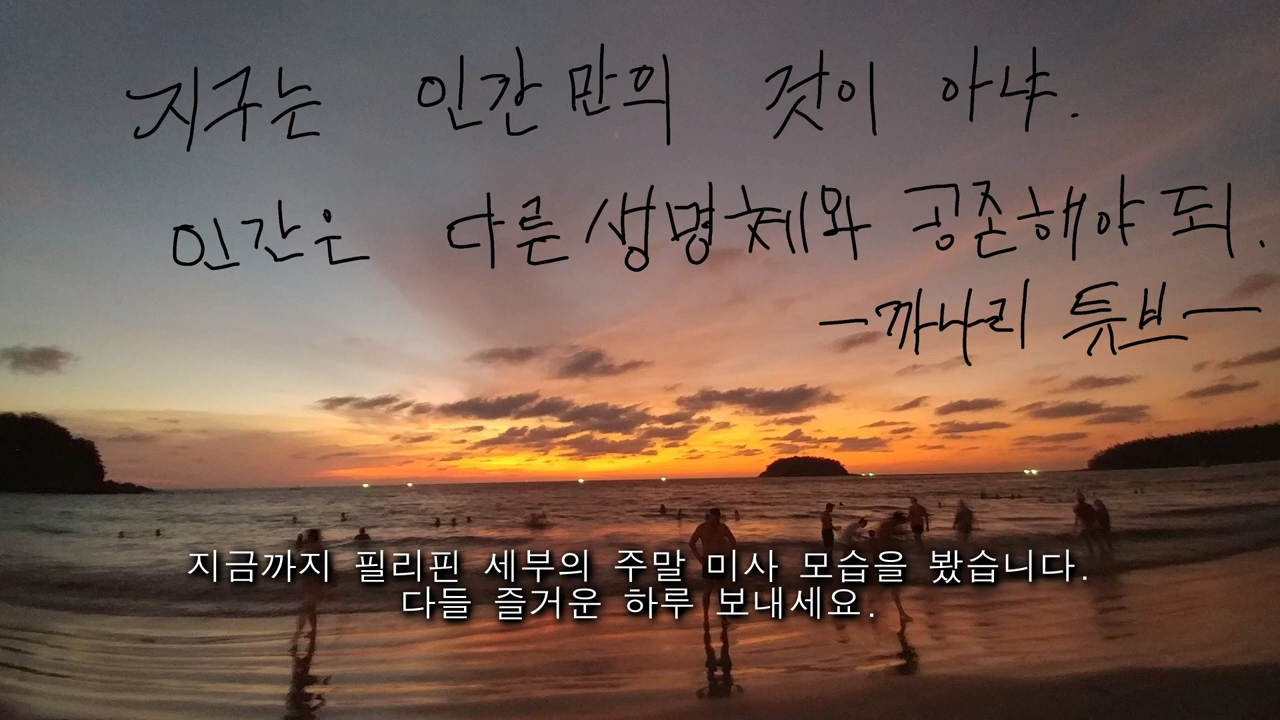 지구는 인간만의 것이 아냐.
인간은 다른 생명체와 공존해야 되.
-까나리 튜브-
지금까지 필리핀 세부의 주말 미사 모습을 봤습니다.
다들 즐거운 하루 보내세요.